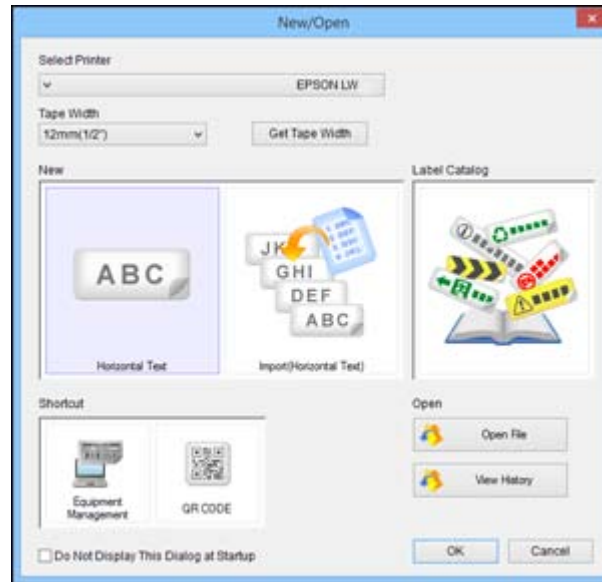 New/Open
Select Printer
EPSON LW
Tape Width
12mm(1/2")
Get Tape Width
New
Label Catalog
ABC
Horizontal Text
JK
GHI
DEF
ABC
Import(Horizontal Text)
Shortcut
Equipment
Management
QR CODE
Open
Open File
View History
Do Not Display This Dialog at Startup
OK
Cancel